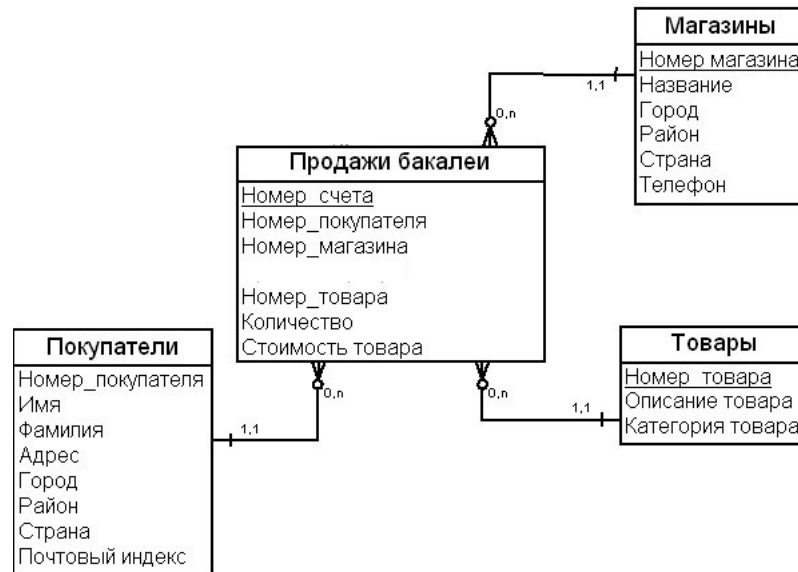 Магазины
Номер магазина
Название
Город
Район
Страна
Телефон
1,1
0,n
Продажи бакалеи
Номер_счета
Номер_покупателя
Номер_магазина
Номер_товара
Количество
Стоимость товара
Покупатели
Номер_покупателя
Имя
Фамилия
Адрес
Город
Район
Страна
Почтовый индекс
0,n
1,1
0,n
1,1
Товары
Номер_товара
Описание товара
Категория товара